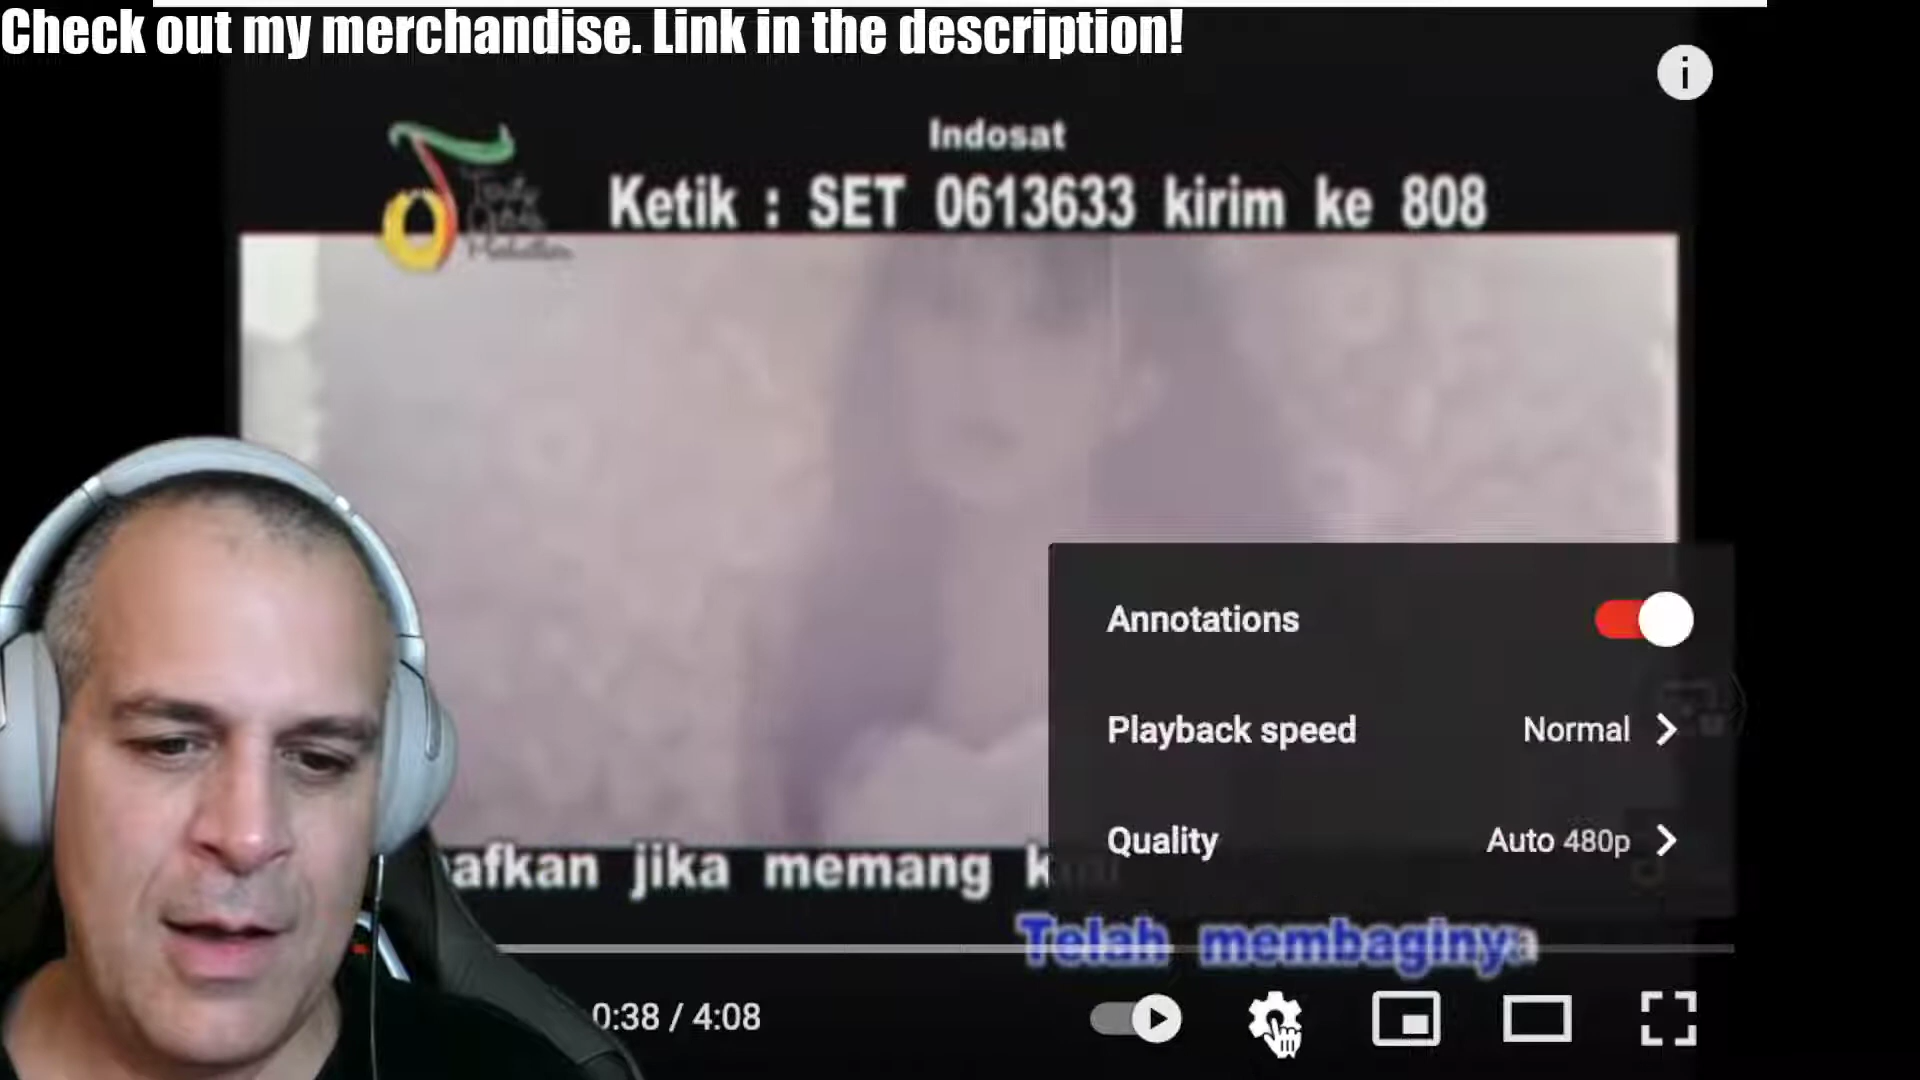 Check out my merchandise. Link in the description!
Indosat
Ketik : SET 0613633 kirim ke 808
Annotations
Playback speed Normal
Quality Auto 480p
jika memang
Telah membaginya
0:38 / 4:08